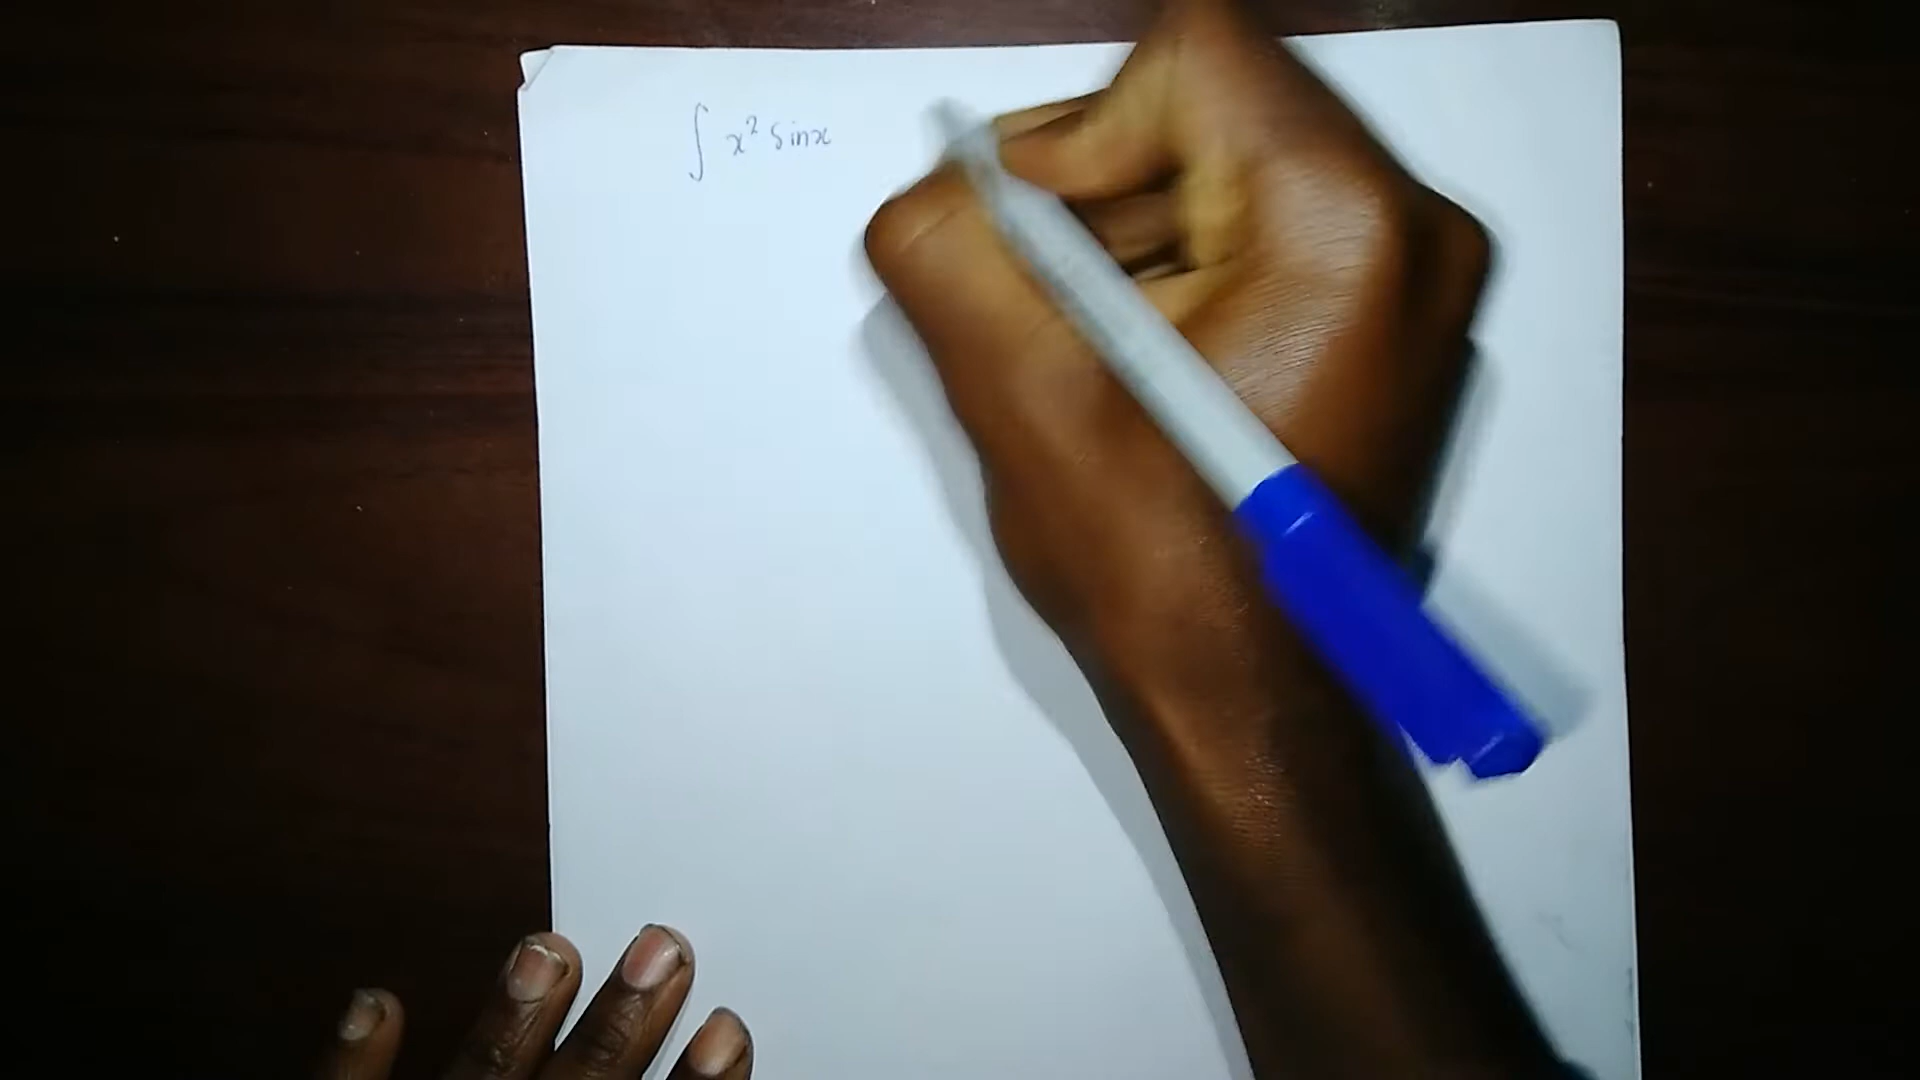 ∫ x² sinx